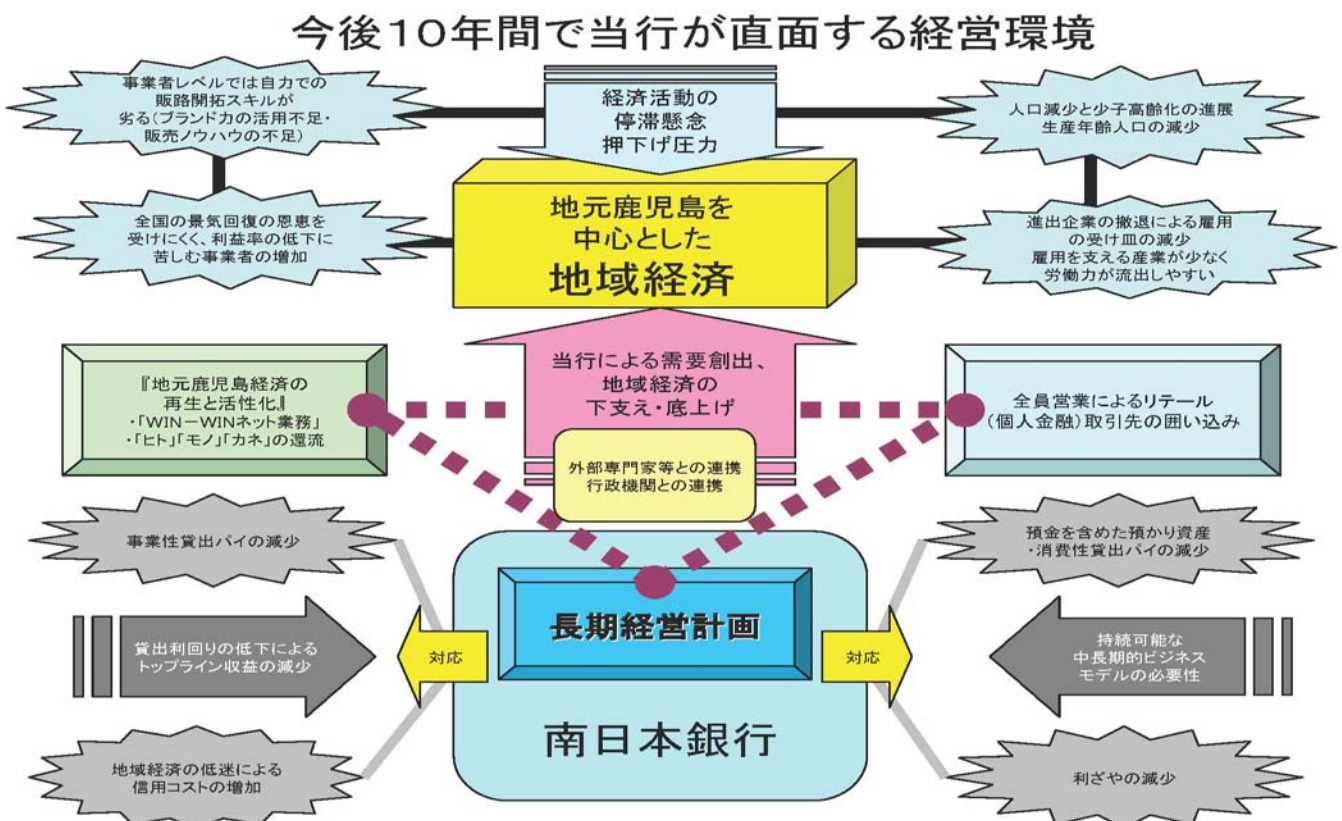 今後10年間で当行が直面する経営環境
事業者レベルでは自力での
販路開拓スキルが
劣る(ブランド力の活用不足・
販売ノウハウの不足)
経済活動の
停滞懸念
押下げ圧力
人口減少と少子高齢化の進展
生産年齢人口の減少
全国の景気回復の恩恵を
受けにくく、利益率の低下に
苦しむ事業者の増加
地元鹿児島を
中心とした
地域経済
進出企業の撤退による雇用
の受け皿の減少
雇用を支える産業が少なく
労働力が流出しやすい
『地元鹿児島経済の
再生と活性化』
・「WIN-WINネット業務」
・「ヒト」「モノ」「カネ」の還流
当行による需要創出、
地域経済の
下支え・底上げ
全員営業によるリテール
(個人金融)取引先の囲い込み
外部専門家等との連携
行政機関との連携
事業性貸出パイの減少
預金を含めた預かり資産
・消費性貸出パイの減少
長期経営計画
貸出利回りの低下による
トップライン収益の減少
対応
対応
持続可能な
中長期的ビジネス
モデルの必要性
南日本銀行
地域経済の低迷による
信用コストの増加
利ざやの減少